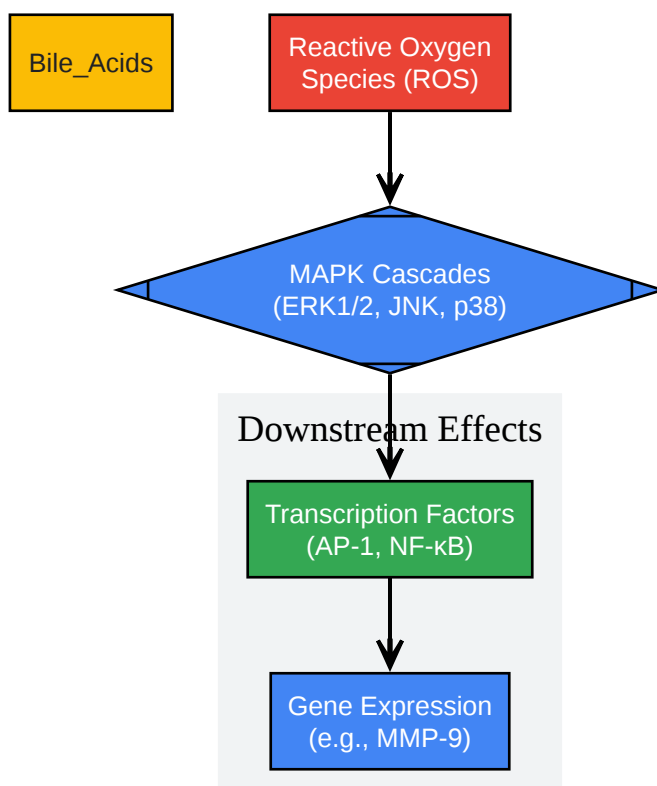 Bile_Acids
Reactive Oxygen
Species (ROS)
MAPK Cascades
(ERK1/2, JNK, p38)
Downstream Effects
Transcription Factors
(AP-1, NF-κB)
Gene Expression
(e.g., MMP-9)